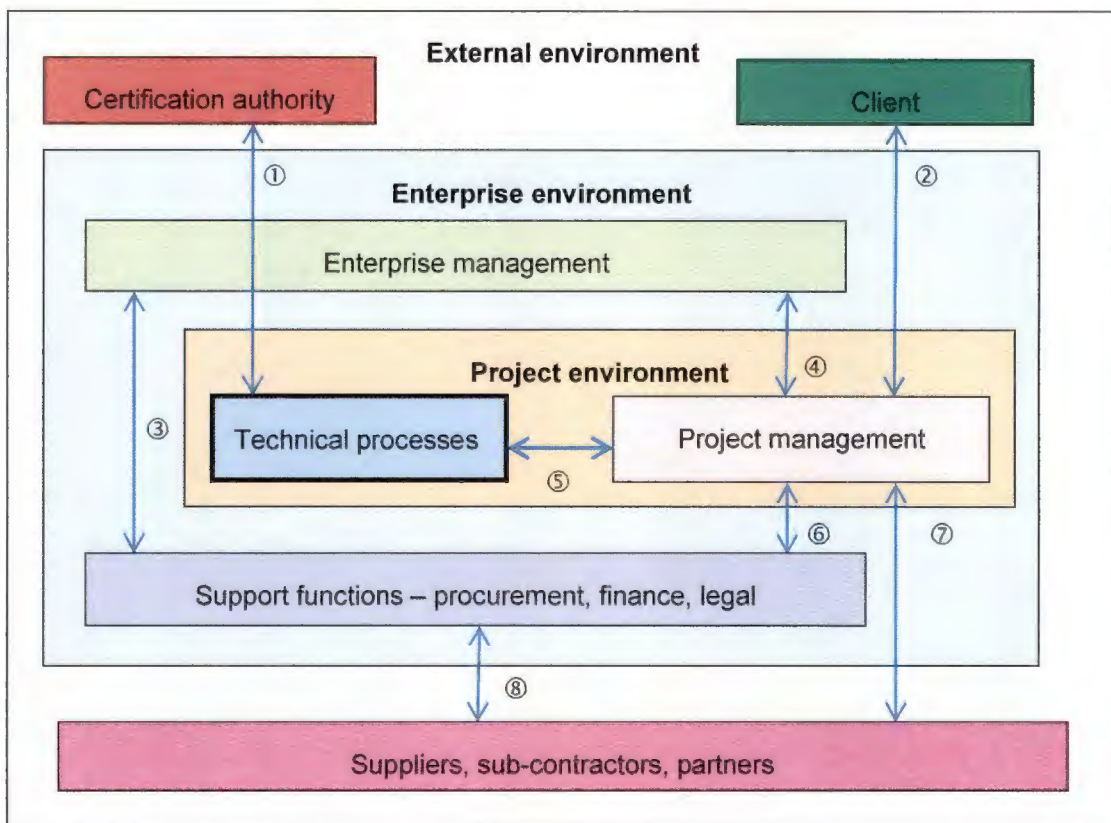 External environment
Certification authority
Client
①
②
Enterprise environment
Enterprise management
Project environment
④
③
Technical processes
Project management
⑤
⑥
⑦
Support functions – procurement, finance, legal
⑧
Suppliers, sub-contractors, partners